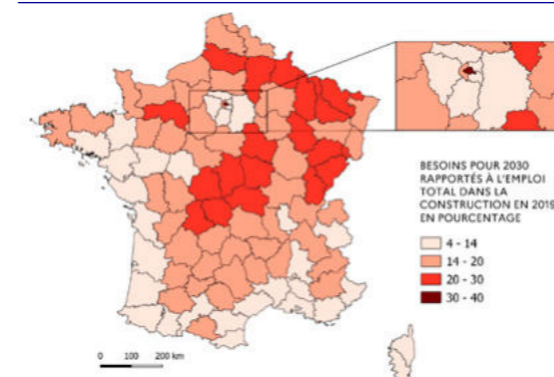 BESOINS POUR 2030
RAPPORTÉS À L'EMPLOI
TOTAL DANS LA
CONSTRUCTION EN 2019
EN POURCENTAGE
4 - 14
14 - 20
20 - 30
30 - 40
0 100 200 km